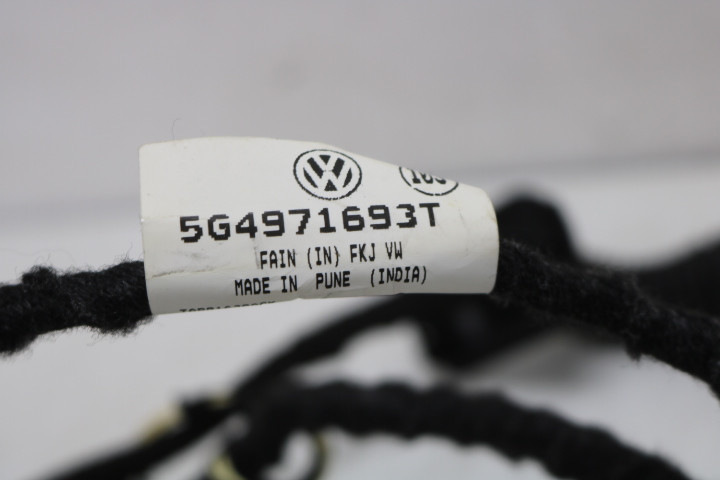 5G4971693T
FAIN (IN) FKJ VW
MADE IN PUNE (INDIA)